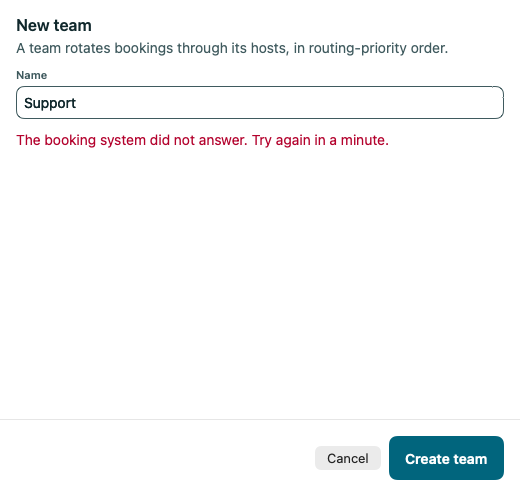 New team
A team rotates bookings through its hosts, in routing-priority order.
Name
Support
The booking system did not answer. Try again in a minute.
Cancel
Create team